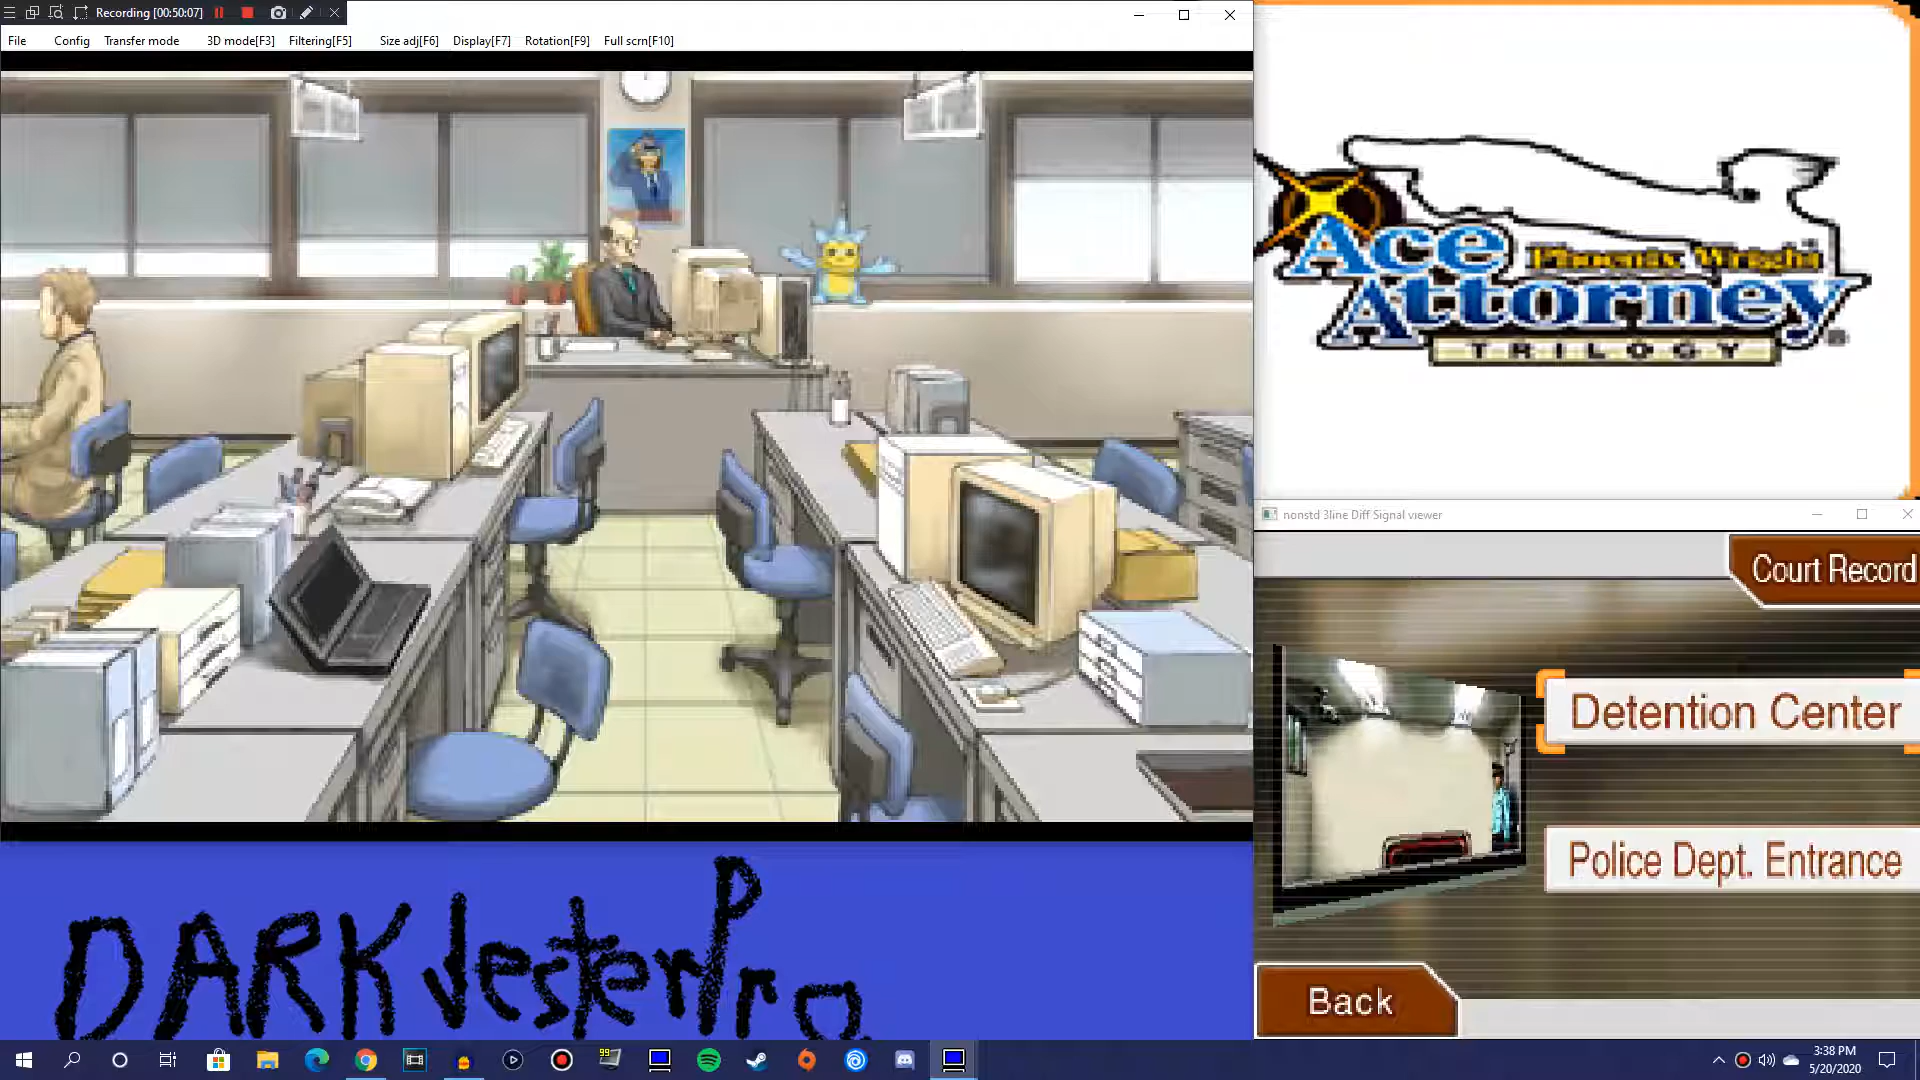 Recording [00:50:07]
File Config Transfer mode 3D mode[F3] Filtering[F5] Size adj[F6] Display[F7] Rotation[F9] Full scrn[F10]
Phoenix Wright
Ace
Attorney
TRILOGY
nonstd 3line Diff Signal viewer
Court Record
Detention Center
Police Dept. Entrance
Back
DARKJesterPro
99
3:38 PM
5/20/2020